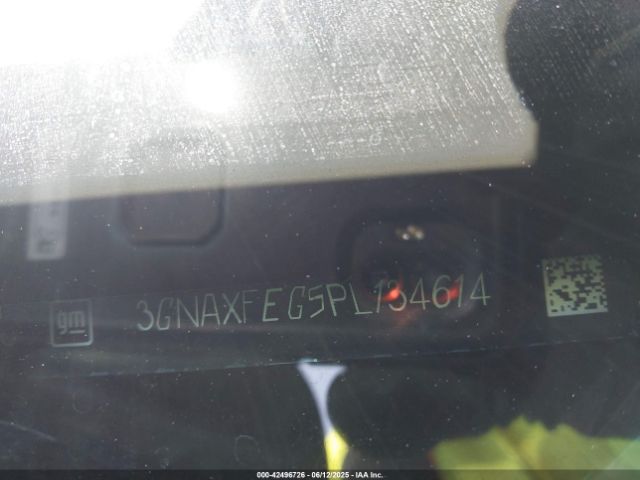 gm 3GNAXFEG5PL134614
000-42496726 - 06/12/2025 - IAA Inc.